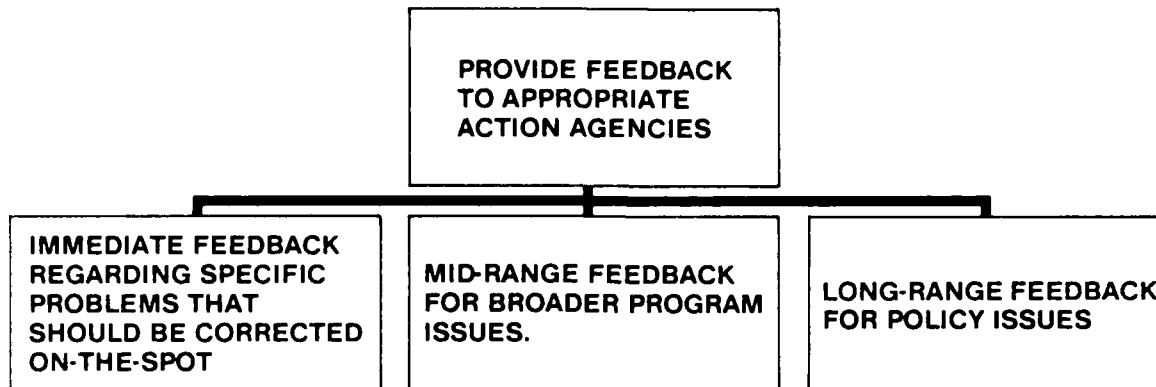 PROVIDE FEEDBACK
TO APPROPRIATE
ACTION AGENCIES
IMMEDIATE FEEDBACK
REGARDING SPECIFIC
PROBLEMS THAT
SHOULD BE CORRECTED
ON-THE-SPOT
MID-RANGE FEEDBACK
FOR BROADER PROGRAM
ISSUES.
LONG-RANGE FEEDBACK
FOR POLICY ISSUES